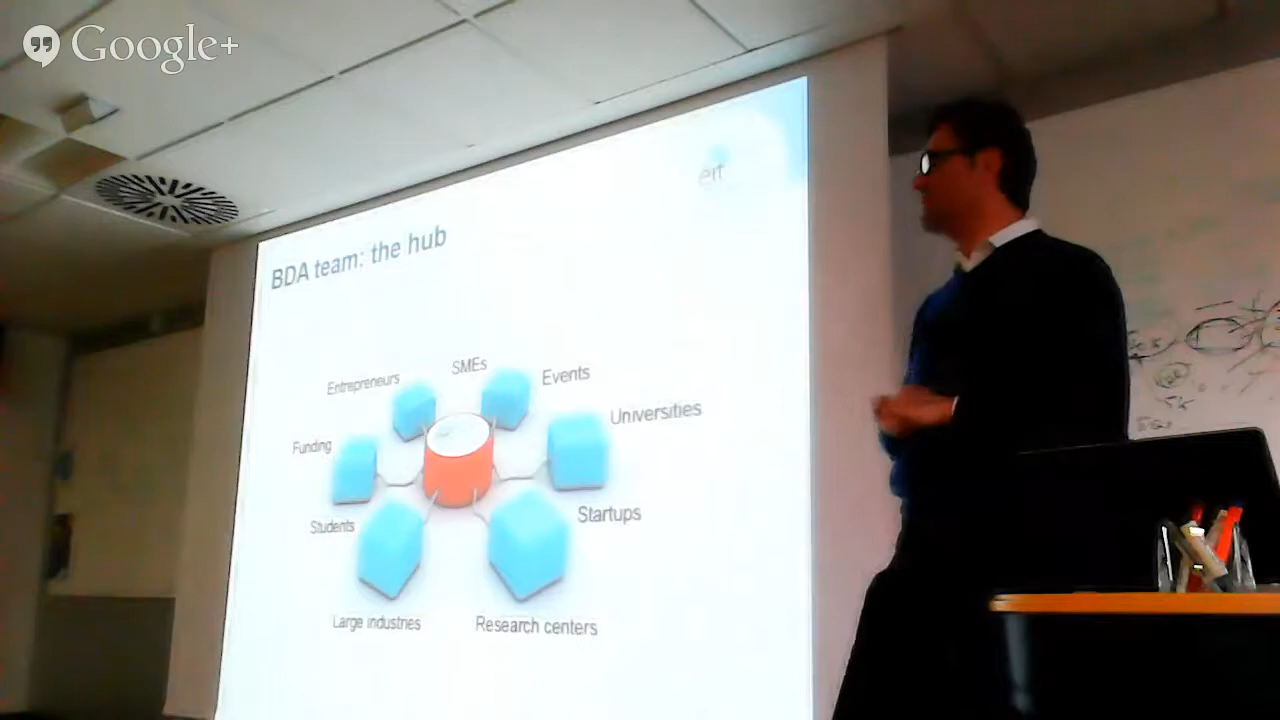 Google+
eit
BDA team: the hub
SMEs
Entrepreneurs
Events
Universities
Funding
Startups
Students
Large industries
Research centers